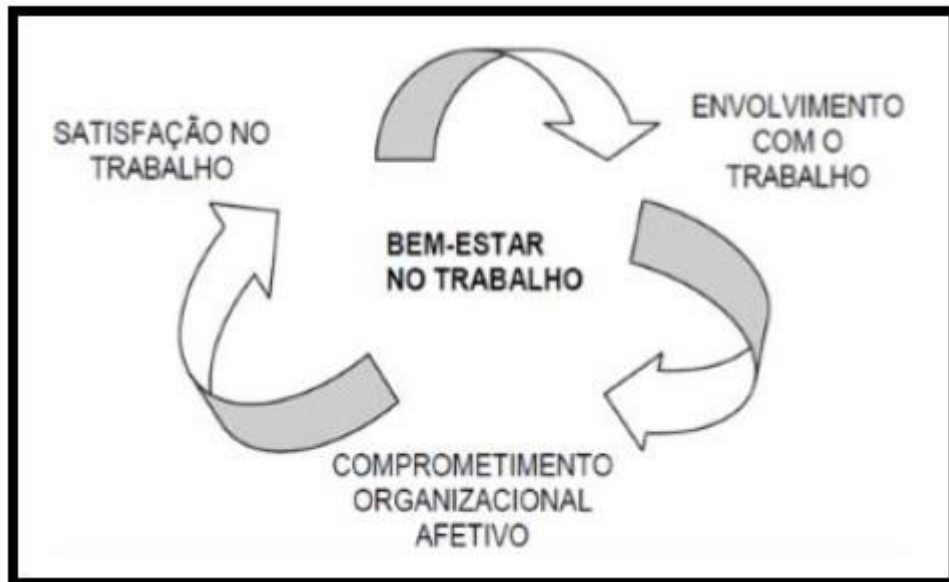 SATISFAÇÃO NO
TRABALHO
ENVOLVIMENTO
COM O
TRABALHO
BEM-ESTAR
NO TRABALHO
COMPROMETIMENTO
ORGANIZACIONAL
AFETIVO